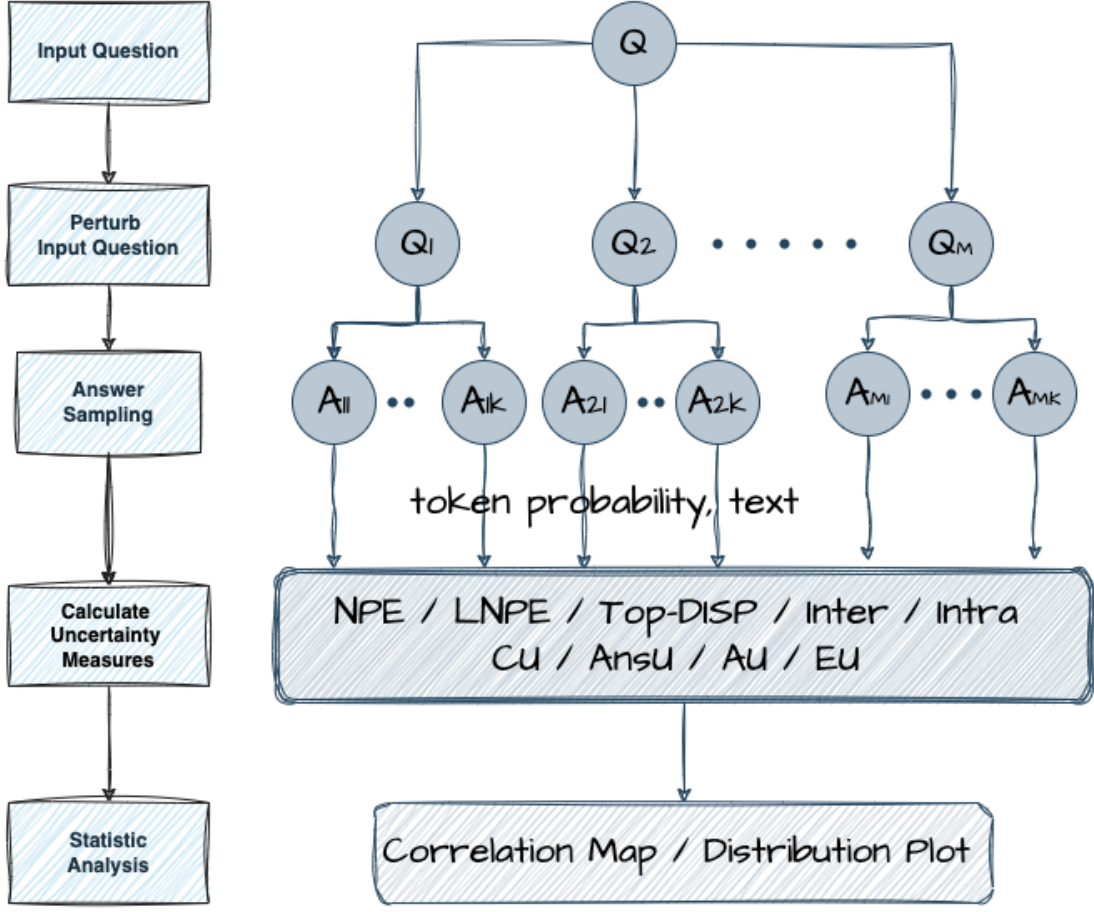 Input Question
Q
Perturb
Input Question
Q1
Q2
QM
Answer
Sampling
A11
A1K
A21
A2K
AM1
AMK
token probability, text
Calculate
Uncertainty
Measures
NPE / LNPE / Top-DISP / Inter / Intra
CU / AnsU / AU / EU
Statistic
Analysis
Correlation Map / Distribution Plot